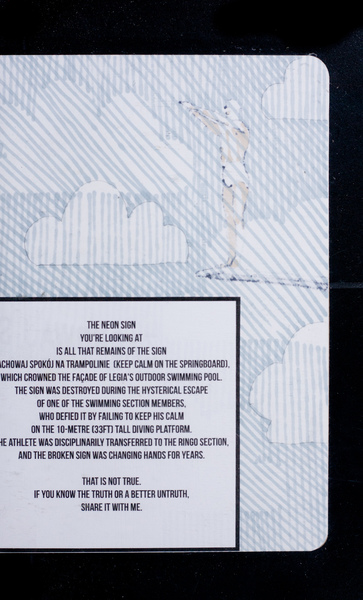 THE NEON SIGN
YOU'RE LOOKING AT
IS ALL THAT REMAINS OF THE SIGN
ACHOWAJ SPOKÓJ NA TRAMPOLINIE (KEEP CALM ON THE SPRINGBOARD),
WHICH CROWNED THE FAÇADE OF LEGIA'S OUTDOOR SWIMMING POOL.
THE SIGN WAS DESTROYED DURING THE HYSTERICAL ESCAPE
OF ONE OF THE SWIMMING SECTION MEMBERS,
WHO DEFIED IT BY FAILING TO KEEP HIS CALM
ON THE 10-METRE (33FT) TALL DIVING PLATFORM.
HE ATHLETE WAS DISCIPLINARILY TRANSFERRED TO THE RINGO SECTION,
AND THE BROKEN SIGN WAS CHANGING HANDS FOR YEARS.
THAT IS NOT TRUE.
IF YOU KNOW THE TRUTH OR A BETTER UNTRUTH,
SHARE IT WITH ME.